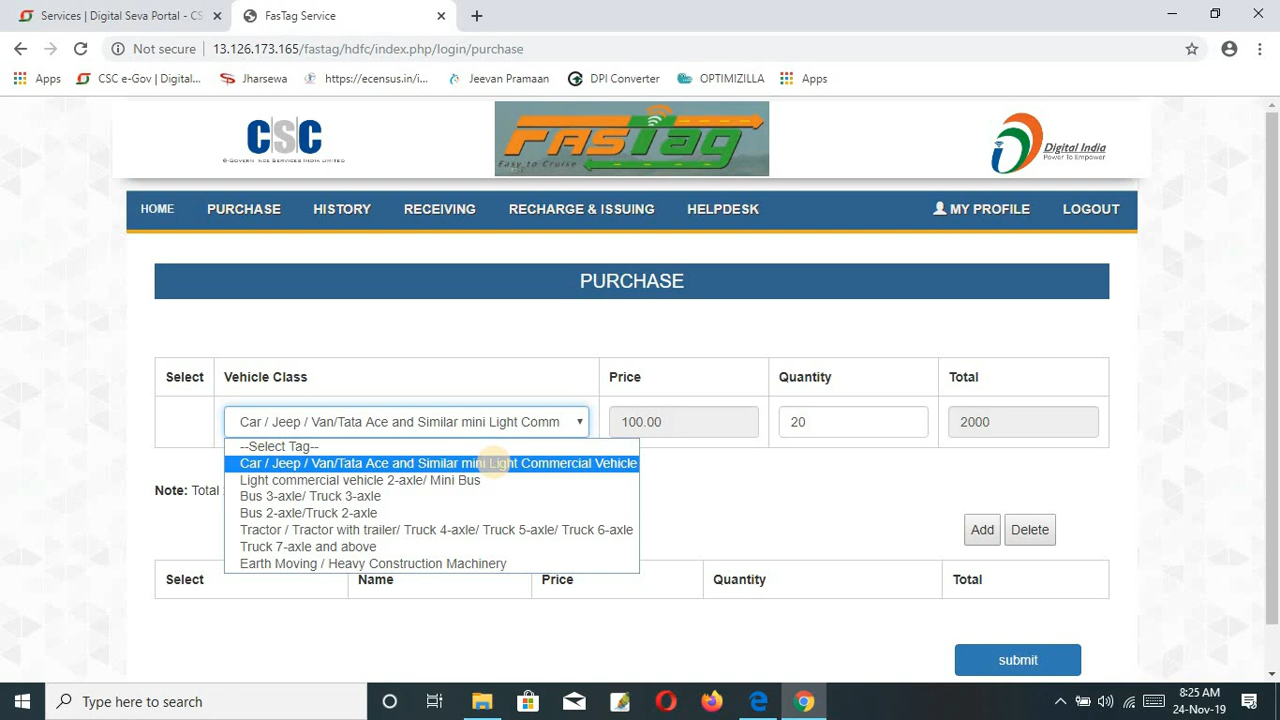 Services | Digital Seva Portal - CS
FasTag Service
Not secure
13.126.173.165/fastag/hdfc/index.php/login/purchase
Apps
CSC e-Gov | Digital...
Jharsewa
https://ecensus.in/i...
Jeevan Pramaan
DPI Converter
OPTIMIZILLA
Apps
CSC
FASTag
Easy to Cruise
Digital India
Power To Empower
HOME
PURCHASE
HISTORY
RECEIVING
RECHARGE & ISSUING
HELPDESK
MY PROFILE
LOGOUT
PURCHASE
Select
Vehicle Class
Price
Quantity
Total
Car / Jeep / Van/Tata Ace and Similar mini Light Comm
100.00
20
2000
--Select Tag--
Car / Jeep / Van/Tata Ace and Similar mini Light Commercial Vehicle
Light commercial vehicle 2-axle/ Mini Bus
Bus 3-axle/ Truck 3-axle
Bus 2-axle/Truck 2-axle
Tractor / Tractor with trailer/ Truck 4-axle/ Truck 5-axle/ Truck 6-axle
Truck 7-axle and above
Earth Moving / Heavy Construction Machinery
Note: Total
Add
Delete
Select
Name
Price
Quantity
Total
submit
Type here to search
8:25 AM
24-Nov-19